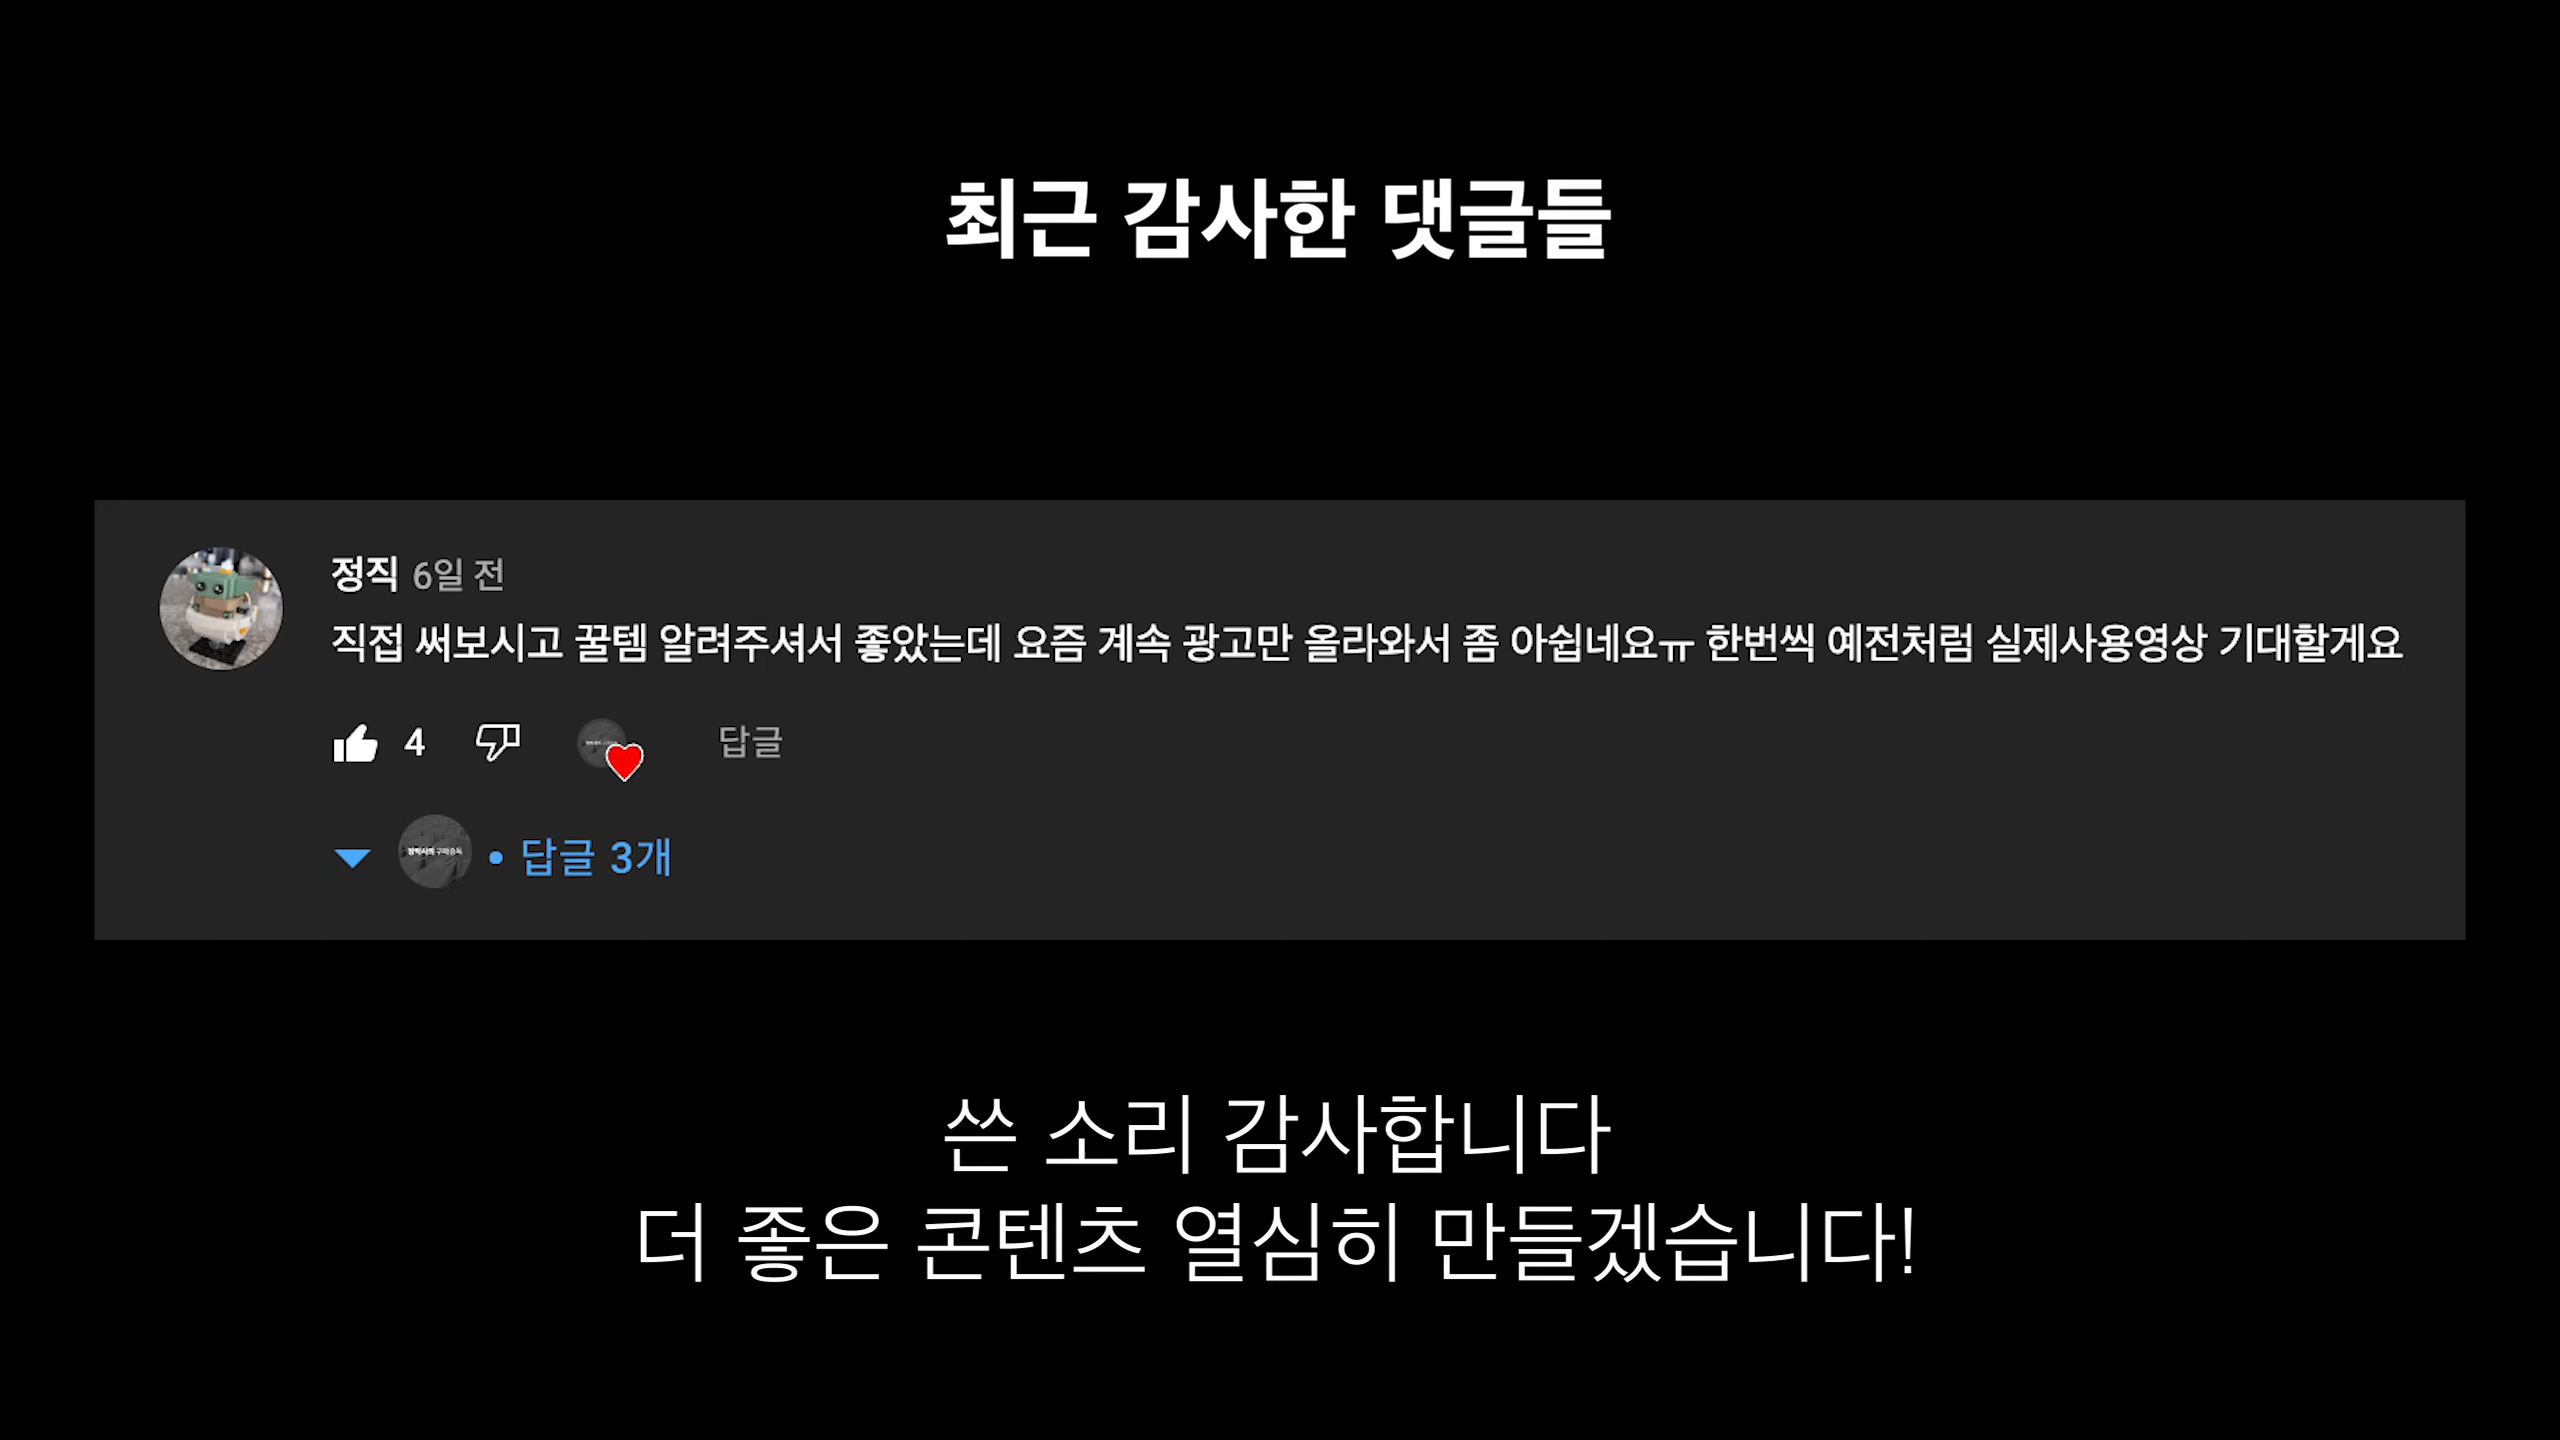 최근 감사한 댓글들
정직 6일 전
직접 써보시고 꿀템 알려주셔서 좋았는데 요즘 계속 광고만 올라와서 좀 아쉽네요ㅠ 한번씩 예전처럼 실제사용영상 기대할게요
4 답글
답글 3개
쓴 소리 감사합니다
더 좋은 콘텐츠 열심히 만들겠습니다!